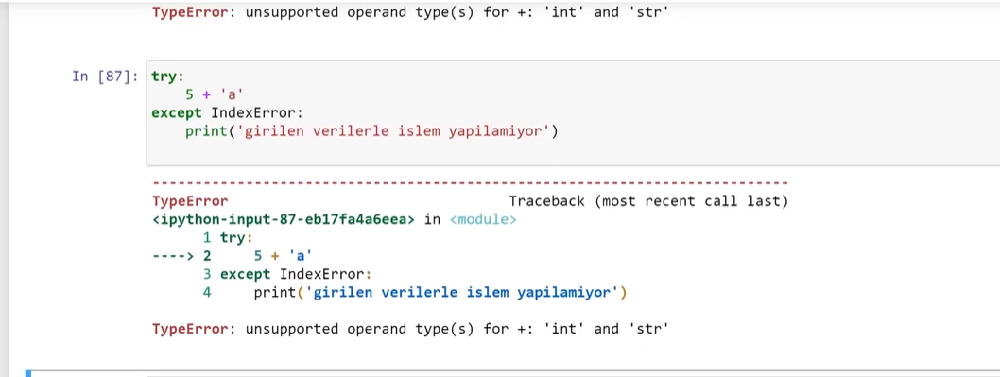 TypeError: unsupported operand type(s) for +: 'int' and 'str'
In [87]: try:
    5 + 'a'
except IndexError:
    print('girilen verilerle islem yapilamiyor')
---------------------------------------------------------------------------
TypeError                                 Traceback (most recent call last)
<ipython-input-87-eb17fa4a6eea> in <module>
      1 try:
----> 2     5 + 'a'
      3 except IndexError:
      4     print('girilen verilerle islem yapilamiyor')
TypeError: unsupported operand type(s) for +: 'int' and 'str'